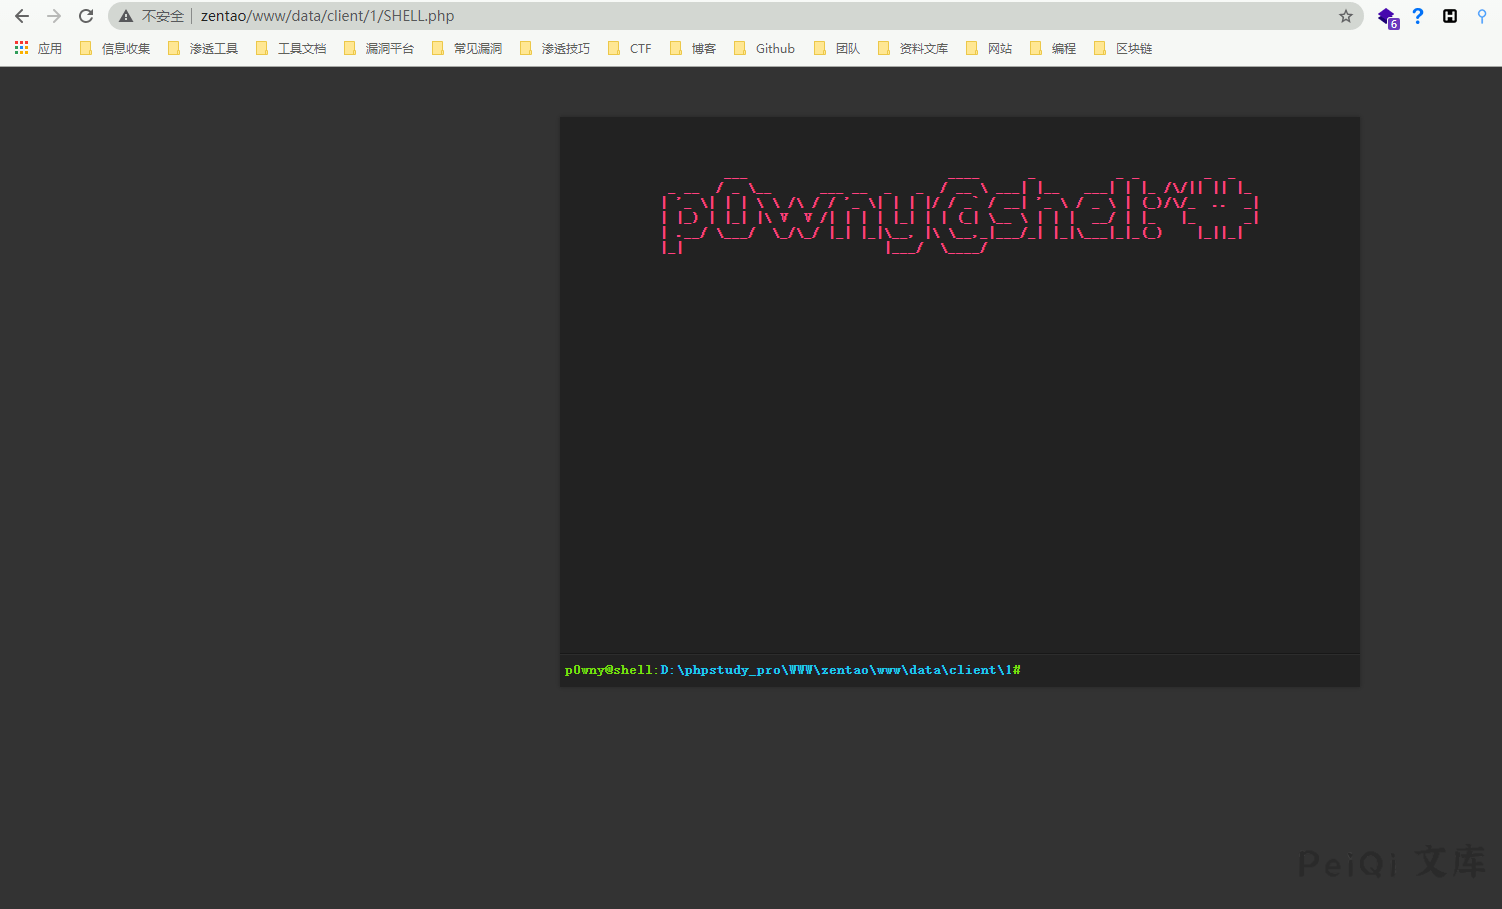 不安全 zentao/www/data/client/1/SHELL.php
6
应用 信息收集 渗透工具 工具文档 漏洞平台 常见漏洞 渗透技巧 CTF 博客 Github 团队 资料文库 网站 编程 区块链
p0wny@shell:~#
p0wny@shell:D:\phpstudy_pro\WWW\zentao\www\data\client\1#
PeiQi 文库